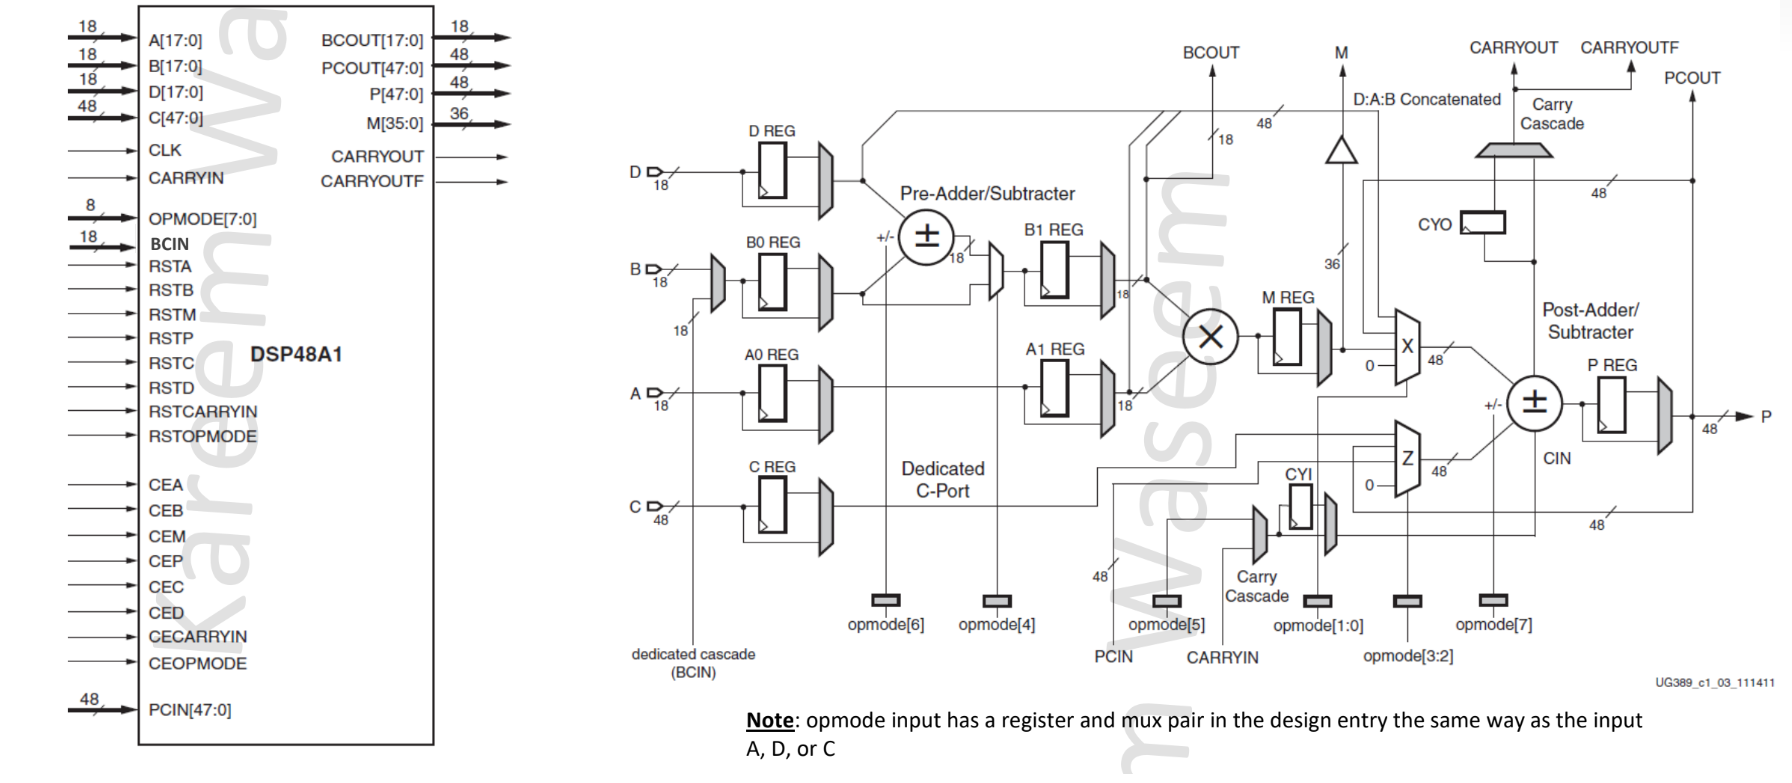 18
A[17:0]
18
B[17:0]
18
D[17:0]
48
C[47:0]
CLK
CARRYIN
8
OPMODE[7:0]
18
BCIN
RSTA
RSTB
RSTM
RSTP
RSTC
RSTD
RSTCARRYIN
RSTOPMODE
CEA
CEB
CEM
CEP
CEC
CED
CECARRYIN
CEOPMODE
48
PCIN[47:0]
DSP48A1
BCOUT[17:0]
18
PCOUT[47:0]
48
P[47:0]
48
M[35:0]
36
CARRYOUT
CARRYOUTF
Kareem Wa
BCOUT
M
CARRYOUT
CARRYOUTF
PCOUT
D:A:B Concatenated
Carry
Cascade
48
18
D REG
D
18
Pre-Adder/Subtracter
+/-
±
18
48
CYO
B0 REG
B
18
18
B1 REG
18
36
M REG
Post-Adder/
Subtracter
×
X
0
48
A0 REG
A
18
A1 REG
18
P REG
+/-
±
48
P
C REG
C
48
Dedicated
C-Port
Z
0
48
CIN
CYI
48
48
Carry
Cascade
opmode[6]
opmode[4]
opmode[5]
opmode[1:0]
opmode[7]
dedicated cascade
(BCIN)
PCIN
CARRYIN
opmode[3:2]
UG389_c1_03_111411
m Waseem
Note: opmode input has a register and mux pair in the design entry the same way as the input
A, D, or C